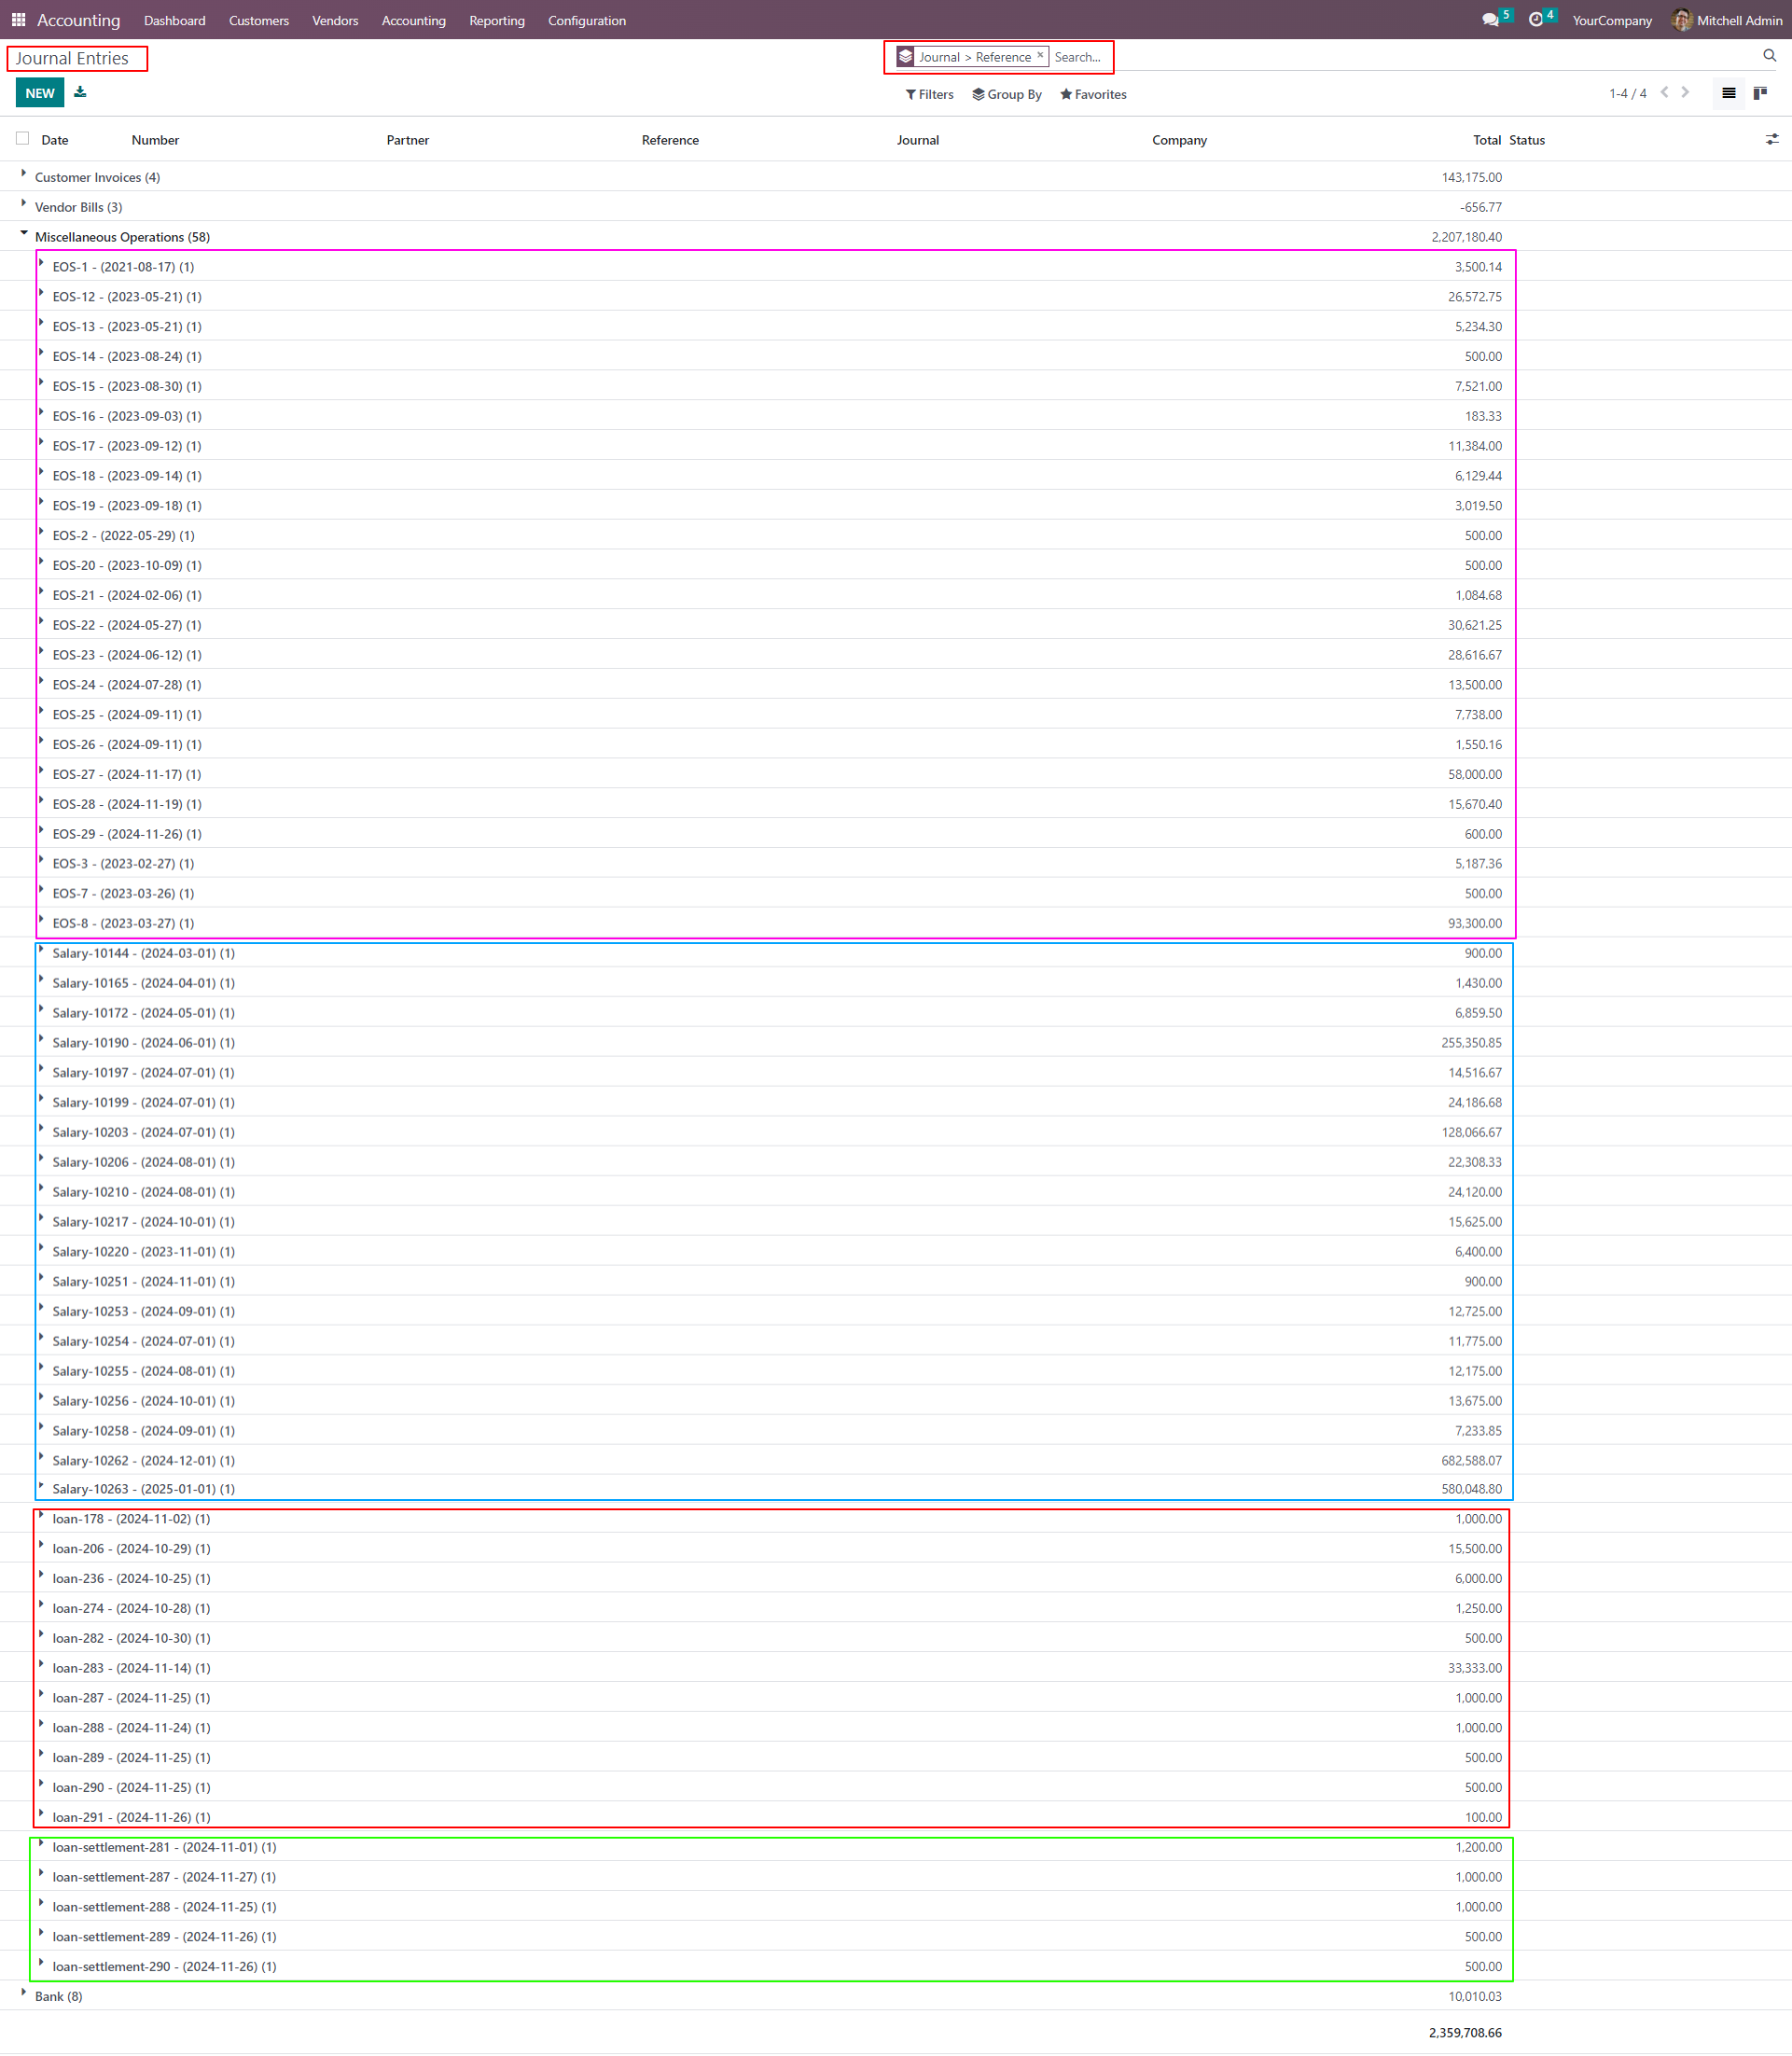 Accounting Dashboard Customers Vendors Accounting Reporting Configuration 5 4 YourCompany Mitchell Admin
Journal Entries Journal > Reference × Search...
NEW Filters Group By Favorites 1-4 / 4
Date Number Partner Reference Journal Company Total Status
Customer Invoices (4) 143,175.00
Vendor Bills (3) -656.77
Miscellaneous Operations (58) 2,207,180.40
EOS-1 - (2021-08-17) (1) 3,500.14
EOS-12 - (2023-05-21) (1) 26,572.75
EOS-13 - (2023-05-21) (1) 5,234.30
EOS-14 - (2023-08-24) (1) 500.00
EOS-15 - (2023-08-30) (1) 7,521.00
EOS-16 - (2023-09-03) (1) 183.33
EOS-17 - (2023-09-12) (1) 11,384.00
EOS-18 - (2023-09-14) (1) 6,129.44
EOS-19 - (2023-09-18) (1) 3,019.50
EOS-2 - (2022-05-29) (1) 500.00
EOS-20 - (2023-10-09) (1) 500.00
EOS-21 - (2024-02-06) (1) 1,084.68
EOS-22 - (2024-05-27) (1) 30,621.25
EOS-23 - (2024-06-12) (1) 28,616.67
EOS-24 - (2024-07-28) (1) 13,500.00
EOS-25 - (2024-09-11) (1) 7,738.00
EOS-26 - (2024-09-11) (1) 1,550.16
EOS-27 - (2024-11-17) (1) 58,000.00
EOS-28 - (2024-11-19) (1) 15,670.40
EOS-29 - (2024-11-26) (1) 600.00
EOS-3 - (2023-02-27) (1) 5,187.36
EOS-7 - (2023-03-26) (1) 500.00
EOS-8 - (2023-03-27) (1) 93,300.00
Salary-10144 - (2024-03-01) (1) 900.00
Salary-10165 - (2024-04-01) (1) 1,430.00
Salary-10172 - (2024-05-01) (1) 6,859.50
Salary-10190 - (2024-06-01) (1) 255,350.85
Salary-10197 - (2024-07-01) (1) 14,516.67
Salary-10199 - (2024-07-01) (1) 24,186.68
Salary-10203 - (2024-07-01) (1) 128,066.67
Salary-10206 - (2024-08-01) (1) 22,308.33
Salary-10210 - (2024-08-01) (1) 24,120.00
Salary-10217 - (2024-10-01) (1) 15,625.00
Salary-10220 - (2023-11-01) (1) 6,400.00
Salary-10251 - (2024-11-01) (1) 900.00
Salary-10253 - (2024-09-01) (1) 12,725.00
Salary-10254 - (2024-07-01) (1) 11,775.00
Salary-10255 - (2024-08-01) (1) 12,175.00
Salary-10256 - (2024-10-01) (1) 13,675.00
Salary-10258 - (2024-09-01) (1) 7,233.85
Salary-10262 - (2024-12-01) (1) 682,588.07
Salary-10263 - (2025-01-01) (1) 580,048.80
loan-178 - (2024-11-02) (1) 1,000.00
loan-206 - (2024-10-29) (1) 15,500.00
loan-236 - (2024-10-25) (1) 6,000.00
loan-274 - (2024-10-28) (1) 1,250.00
loan-282 - (2024-10-30) (1) 500.00
loan-283 - (2024-11-14) (1) 33,333.00
loan-287 - (2024-11-25) (1) 1,000.00
loan-288 - (2024-11-24) (1) 1,000.00
loan-289 - (2024-11-25) (1) 500.00
loan-290 - (2024-11-25) (1) 500.00
loan-291 - (2024-11-26) (1) 100.00
loan-settlement-281 - (2024-11-01) (1) 1,200.00
loan-settlement-287 - (2024-11-27) (1) 1,000.00
loan-settlement-288 - (2024-11-25) (1) 1,000.00
loan-settlement-289 - (2024-11-26) (1) 500.00
loan-settlement-290 - (2024-11-26) (1) 500.00
Bank (8) 10,010.03
2,359,708.66